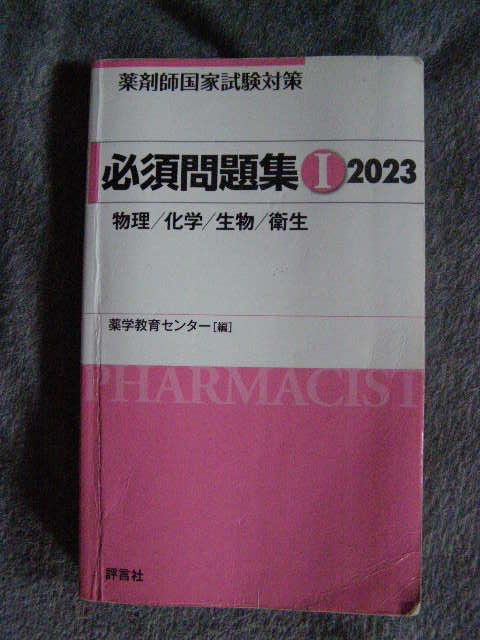 薬剤師国家試験対策
必須問題集 I 2023
物理/化学/生物/衛生
薬学教育センター[編]
PHARMACIST
評言社